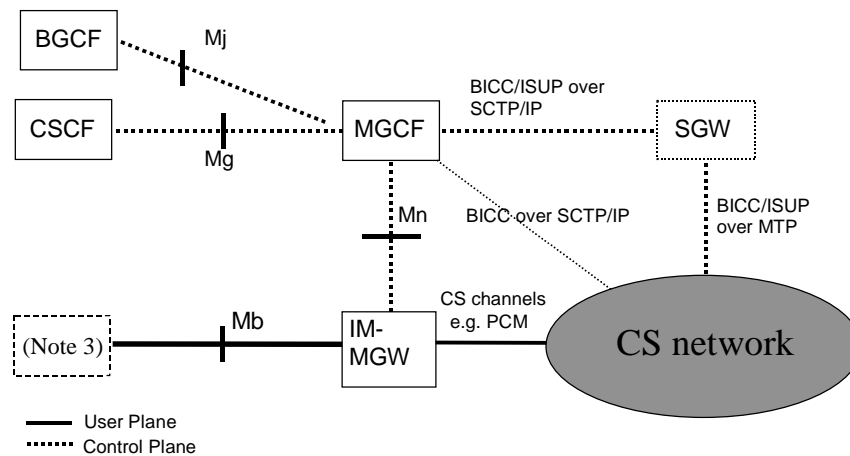 BGCF
Mj
BICC/ISUP over
SCTP/IP
CSCF
Mg
MGCF
SGW
Mn
BICC over SCTP/IP
BICC/ISUP
over MTP
(Note 3)
Mb
IM-
MGW
CS channels
e.g. PCM
CS network
User Plane
Control Plane